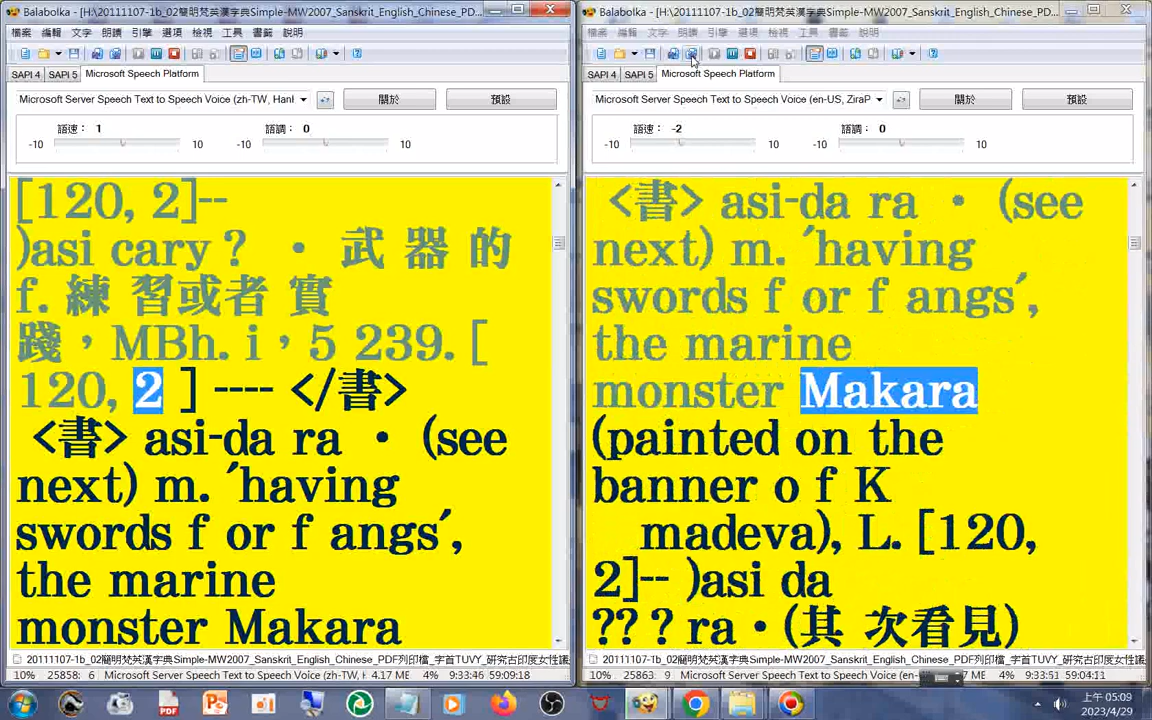 Balabolka - [H:\20111107-1b_02簡明梵英漢字典Simple-MW2007_Sanskrit_English_Chinese_PD...
檔案 編輯 文字 朗讀 引擎 選項 檢視 工具 書籤 說明
SAPI 4 SAPI 5 Microsoft Speech Platform
Microsoft Server Speech Text to Speech Voice (zh-TW, Hanl
關於 預設
語速： 1 語調： 0
-10 10 -10 10
[120, 2]--
)asi cary ? • 武 器 的
f. 練 習或者 實
踐，MBh. i，5 239. [
120, 2 ] ---- </書>
<書> asi-da ra • (see
next) m. 'having
swords f or f angs',
the marine
monster Makara
20111107-1b_02簡明梵英漢字典Simple-MW2007_Sanskrit_English_Chinese_PDF列印檔_字首TUVY_研究古印度女性議
10% 25858: 6 Microsoft Server Speech Text to Speech Voice (zh-TW, H 4.17 ME 4% 9:33:46 59:09:18
Balabolka - [H:\20111107-1b_02簡明梵英漢字典Simple-MW2007_Sanskrit_English_Chinese_PD...
檔案 編輯 文字 朗讀 引擎 選項 檢視 工具 書籤 說明
SAPI 4 SAPI 5 Microsoft Speech Platform
Microsoft Server Speech Text to Speech Voice (en-US, ZiraP
關於 預設
語速： -2 語調： 0
-10 10 -10 10
<書> asi-da ra • (see
next) m. 'having
swords f or f angs',
the marine
monster Makara
(painted on the
banner o f K
madeva), L. [120,
2]-- )asi da
?? ? ra • (其 次看見)
20111107-1b_02簡明梵英漢字典Simple-MW2007_Sanskrit_English_Chinese_PDF列印檔_字首TUVY_研究古印度女性議
10% 25863: 9 Microsoft Server Speech Text to Speech Voice (en- 4.17 ME 4% 9:33:51 59:04:11
上午 05:09
2023/4/29